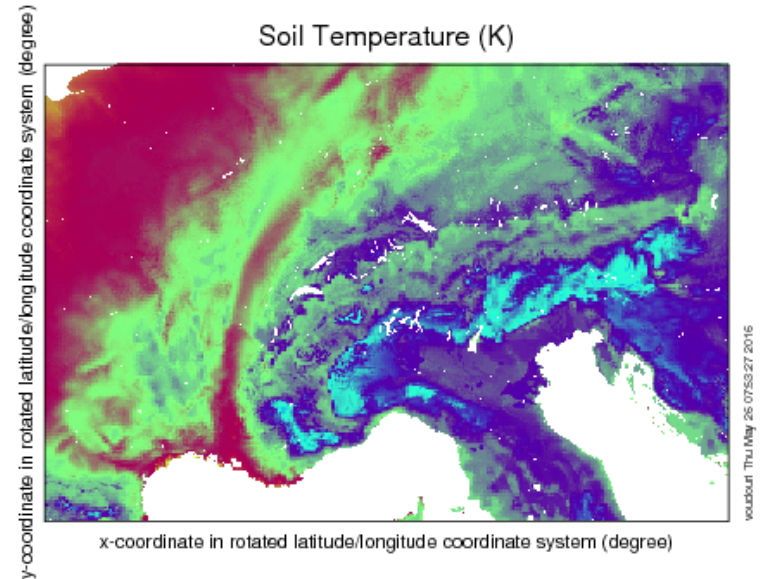 Soil Temperature (K)
y-coordinate in rotated latitude/longitude coordinate system (degree)
x-coordinate in rotated latitude/longitude coordinate system (degree)
voudouri Thu May 26 07:53:27 2016